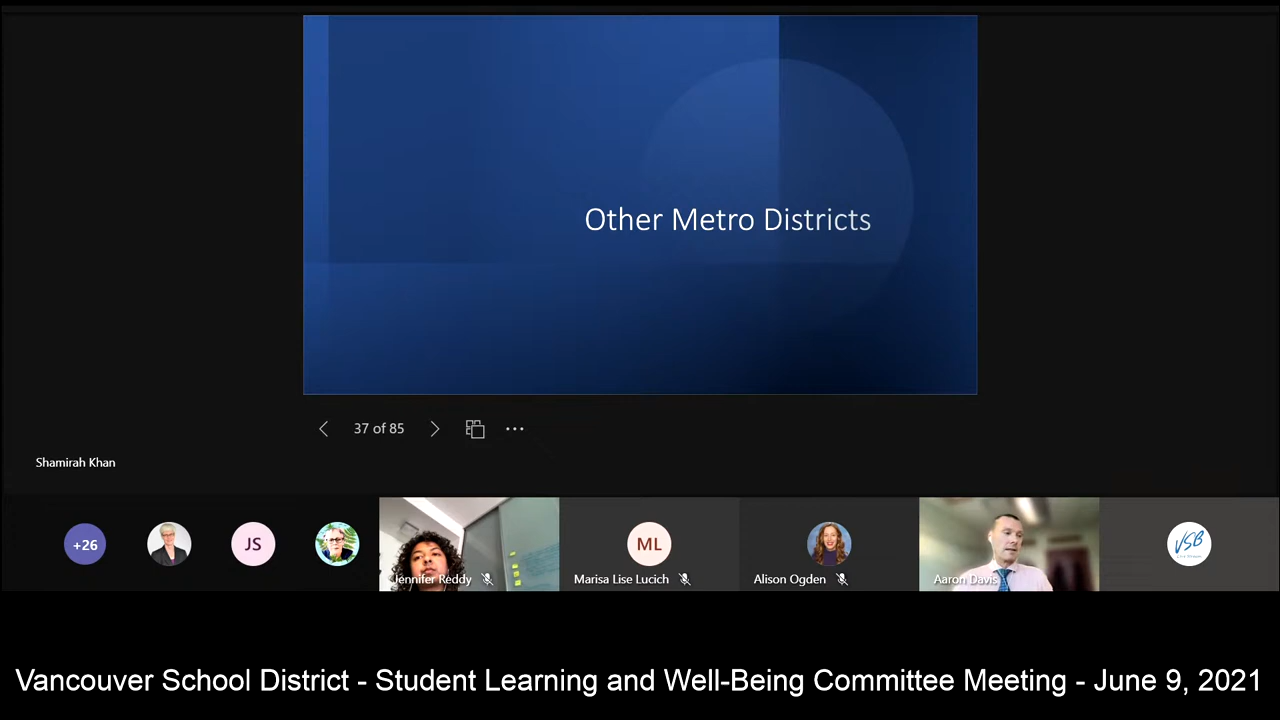 Other Metro Districts
37 of 85
Shamirah Khan
+26
JS
Jennifer Reddy
ML
Marisa Lise Lucich
Alison Ogden
Aaron Davis
VSB
Vancouver School District - Student Learning and Well-Being Committee Meeting - June 9, 2021